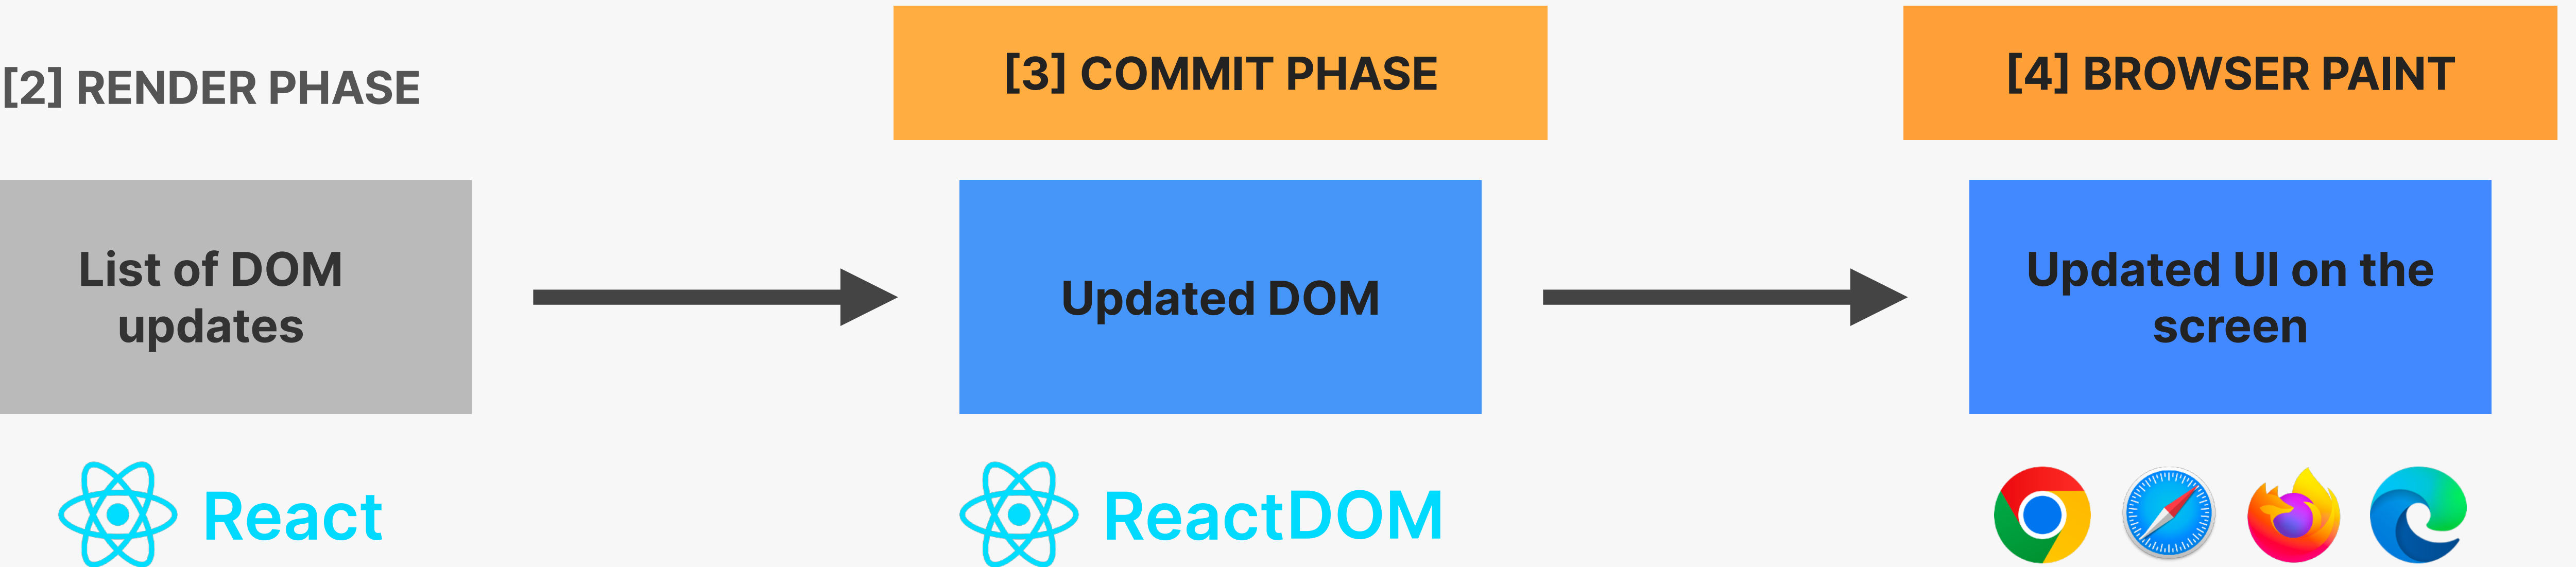 [2] RENDER PHASE
[3] COMMIT PHASE
[4] BROWSER PAINT
List of DOM
updates
Updated DOM
Updated UI on the
screen
React
ReactDOM